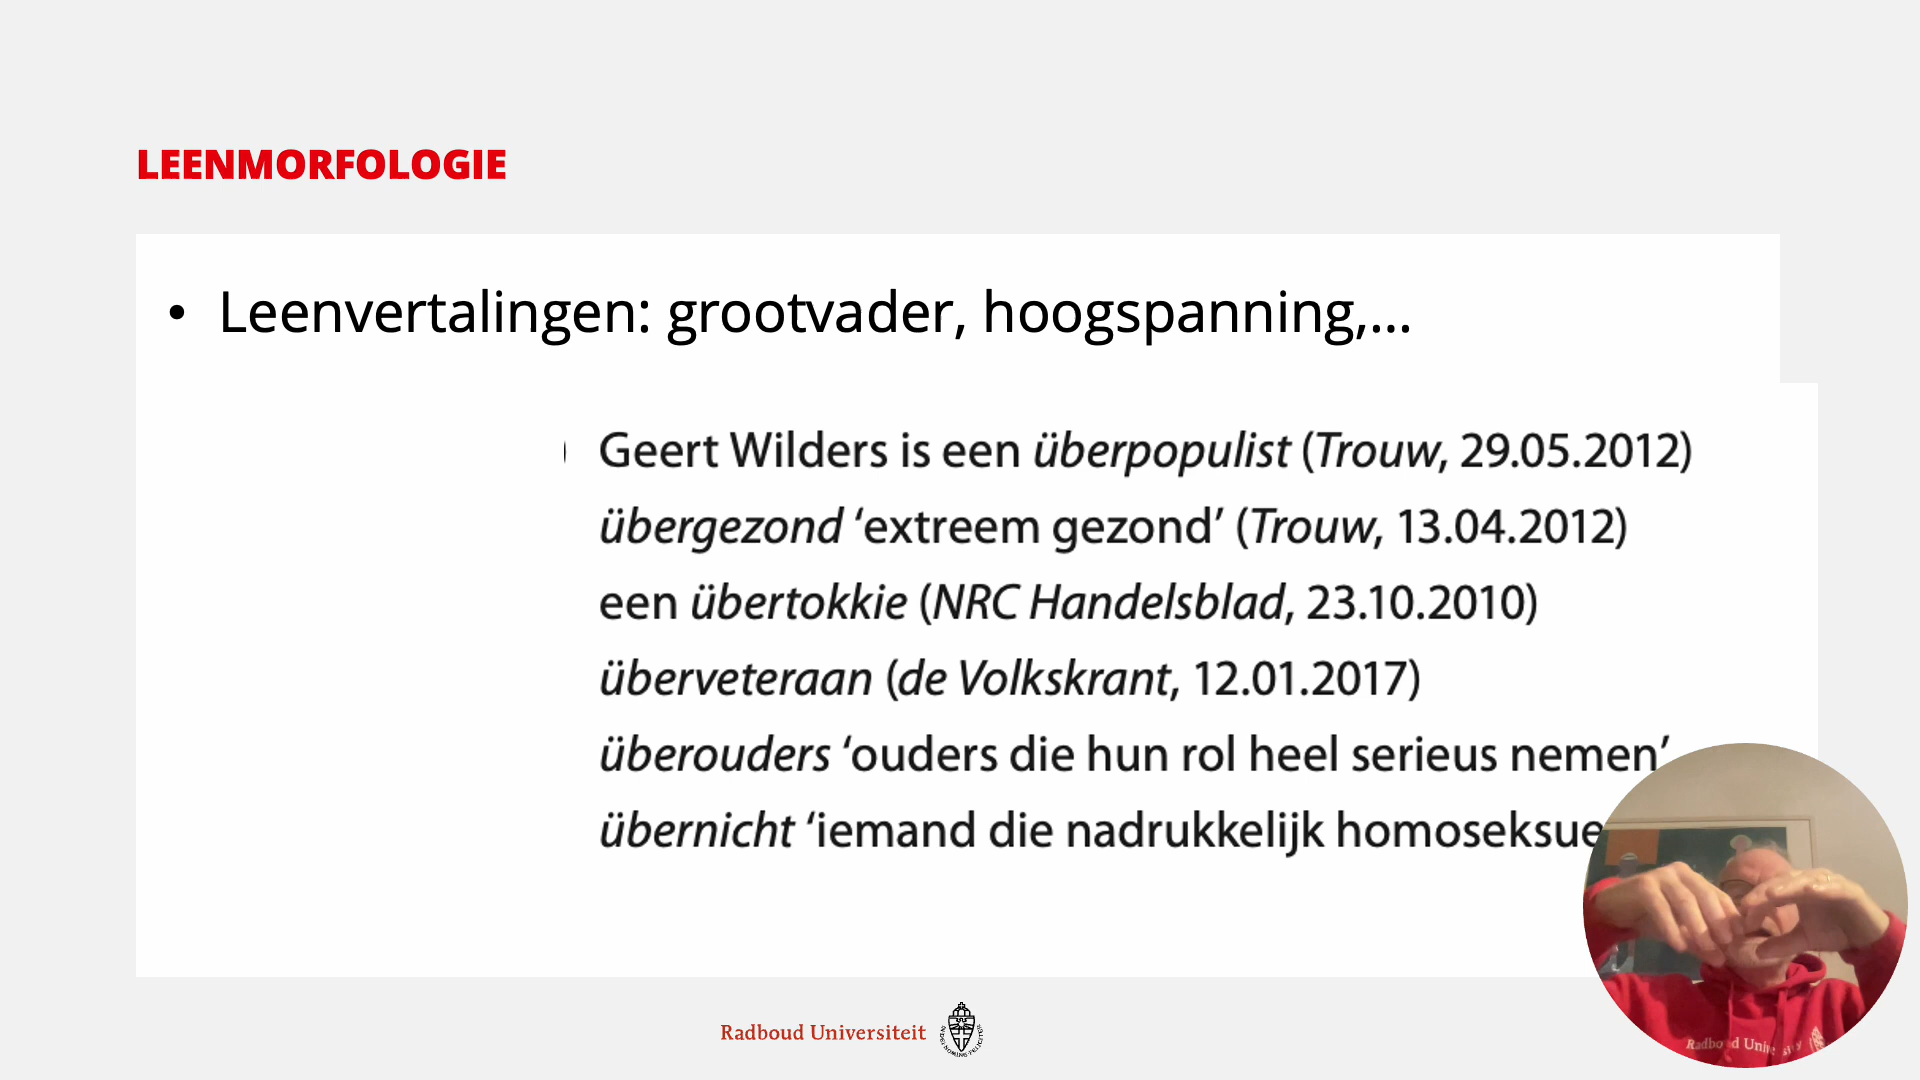 LEENMORFOLOGIE
• Leenvertalingen: grootvader, hoogspanning,...
Geert Wilders is een überpopulist (Trouw, 29.05.2012)
übergezond ‘extreem gezond’ (Trouw, 13.04.2012)
een übertokkie (NRC Handelsblad, 23.10.2010)
überveteraan (de Volkskrant, 12.01.2017)
überouders ‘ouders die hun rol heel serieus nemen’
übernicht ‘iemand die nadrukkelijk
Radboud Universiteit
Radboud